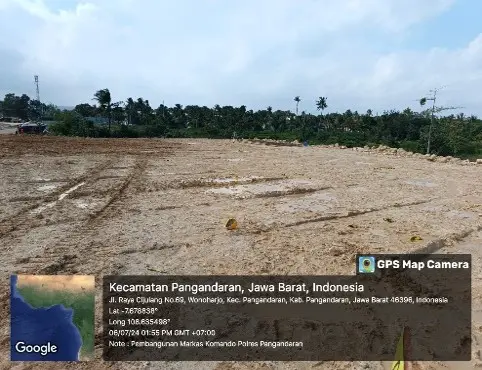 GPS Map Camera
Kecamatan Pangandaran, Jawa Barat, Indonesia
Jl. Raya Cijulang No.69, Wonoharjo, Kec. Pangandaran, Kab. Pangandaran, Jawa Barat 46396, Indonesia
Lat -7.678838°
Long 108.635498°
06/07/24 01:55 PM GMT +07:00
Note : Pembangunan Markas Komando Polres Pangandaran
Google